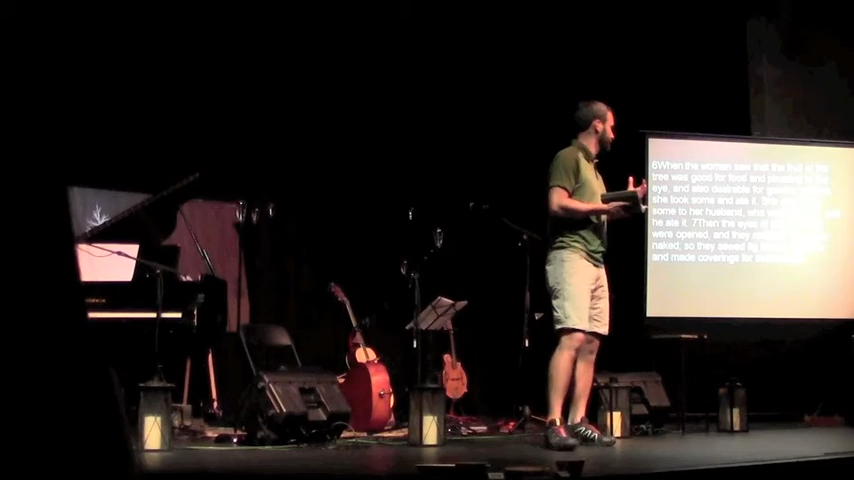 6When the woman saw that the fruit of the
tree was good for food and pleasing to the
eye, and also desirable for
she took some and ate it. She
some to her husband, who
he ate it. 7Then the eyes of
were opened, and they
naked; so they sewed fig
and made coverings for